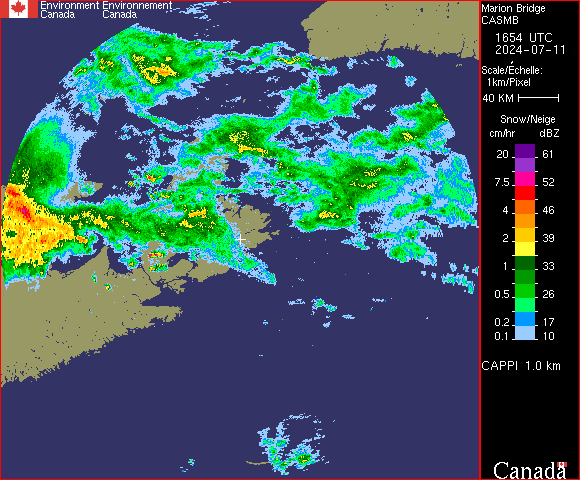 Environment Environnement
Canada Canada
Marion Bridge
CASMB
1654 UTC
2024-07-11
Scale/Échelle:
1km/Pixel
40 KM
Snow/Neige
cm/hr dBZ
20 61
7.5 52
4 46
2 39
1 33
0.5 26
0.2 17
0.1 10
CAPPI 1.0 km
Canada